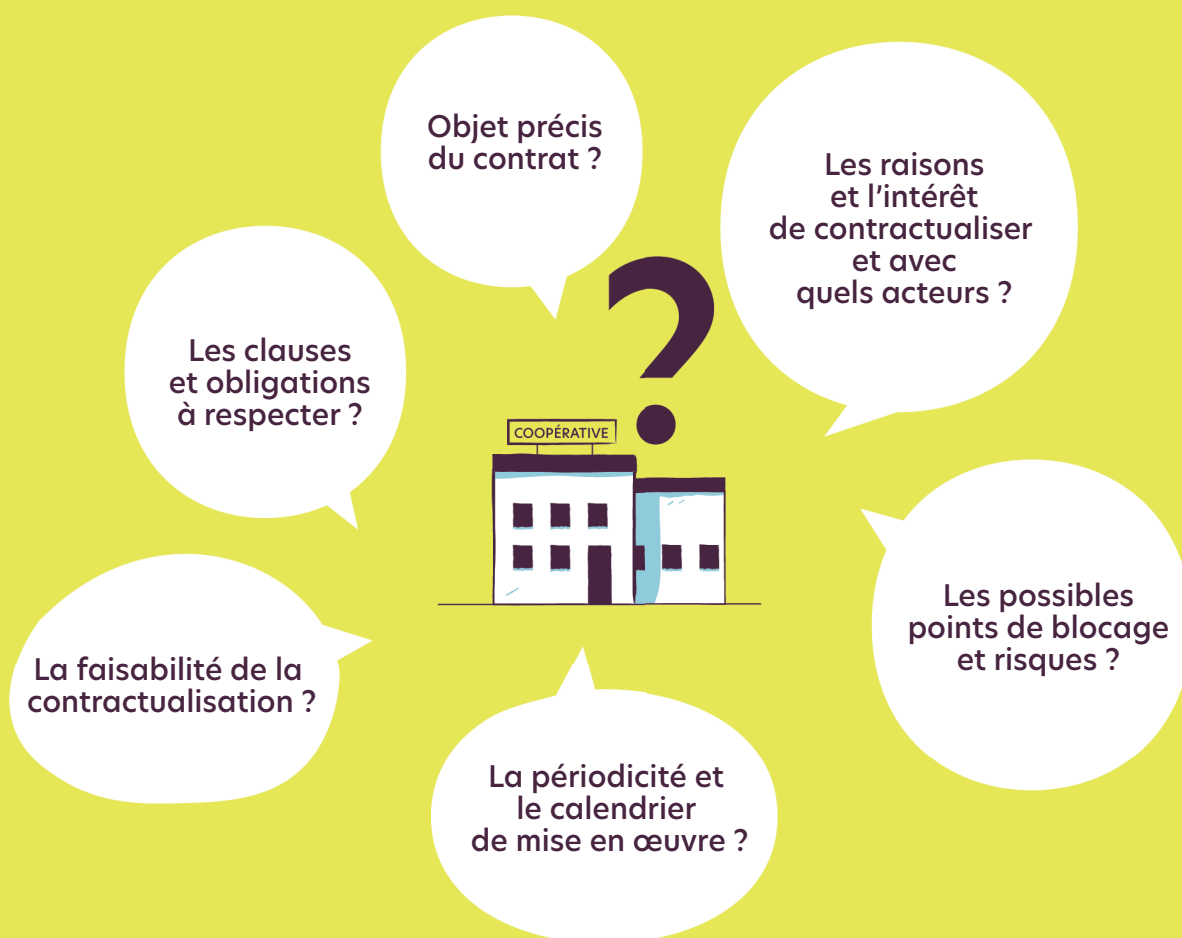 Objet précis
du contrat ?
Les raisons
et l'intérêt
de contractualiser
et avec
quels acteurs ?
Les clauses
et obligations
à respecter ?
COOPÉRATIVE
Les possibles
points de blocage
et risques ?
La faisabilité de la
contractualisation ?
La périodicité et
le calendrier
de mise en œuvre ?
?